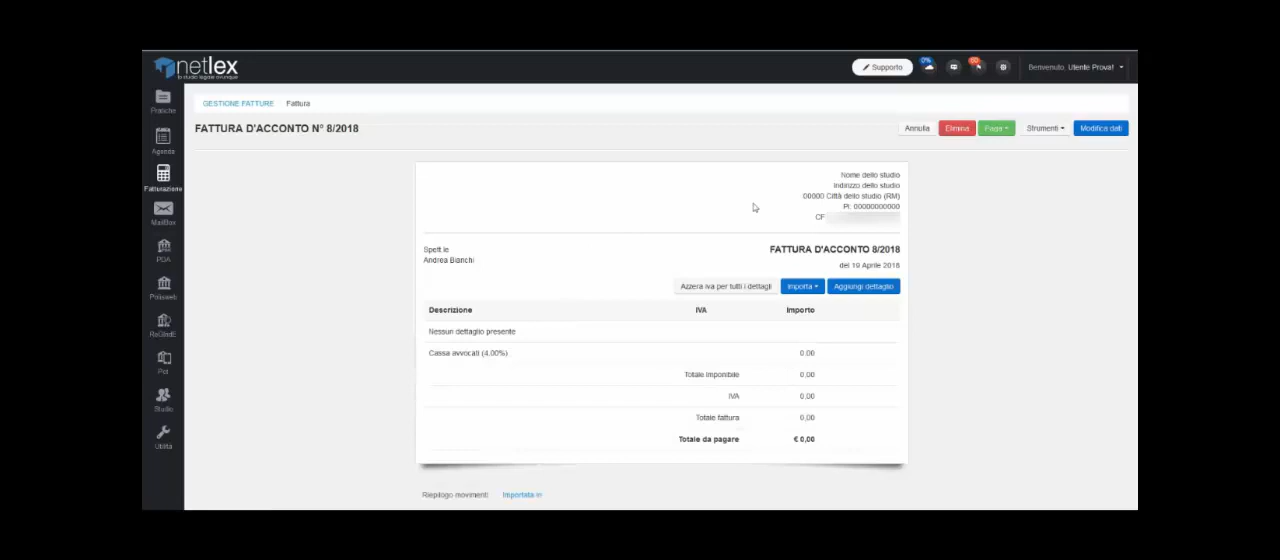 netlex
lo studio legale ovunque
Supporto
0%
60
Benvenuto, Utente Prova!
Pratiche
Agenda
Fatturazione
MailBox
PDA
Polisweb
ReGIndE
Pct
Studio
Utilità
GESTIONE FATTURE Fattura
FATTURA D'ACCONTO N° 8/2018
Annulla Elimina Paga Strumenti Modifica dati
Nome dello studio
Indirizzo dello studio
00000 Città dello studio (RM)
PI: 00000000000
CF
Spett.le
Andrea Bianchi
FATTURA D'ACCONTO 8/2018
del 19 Aprile 2018
Azzera iva per tutti i dettagli Importa Aggiungi dettaglio
Descrizione IVA Importo
Nessun dettaglio presente
Cassa avvocati (4,00%) 0,00
Totale imponibile 0,00
IVA 0,00
Totale fattura 0,00
Totale da pagare € 0,00
Riepilogo movimenti Importata in